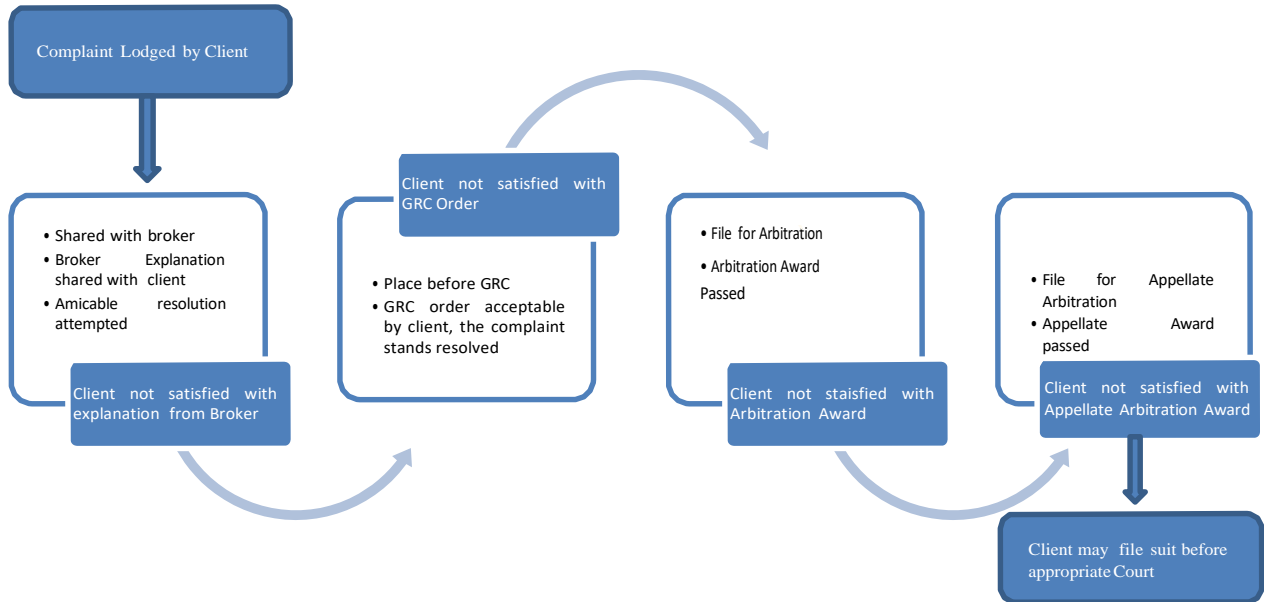 Complaint Lodged by Client
• Shared with broker
• Broker Explanation
shared with client
• Amicable resolution
attempted
Client not satisfied with
explanation from Broker
Client not satisfied with
GRC Order
• Place before GRC
• GRC order acceptable
by client, the complaint
stands resolved
• File for Arbitration
• Arbitration Award
Passed
Client not staisfied with
Arbitration Award
• File for Appellate
Arbitration
• Appellate Award
passed
Client not satisfied with
Appellate Arbitration Award
Client may file suit before
appropriate Court